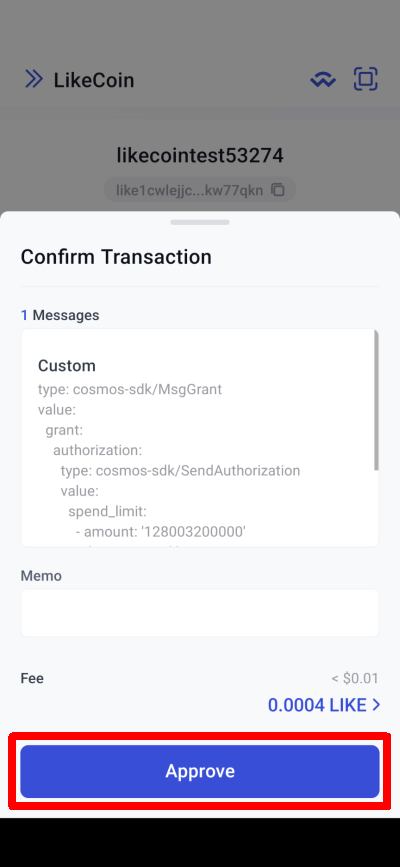 LikeCoin
likecointest53274
like1cwlejjc...kw77qkn
Confirm Transaction
1 Messages
Custom
type: cosmos-sdk/MsgGrant
value:
grant:
authorization:
type: cosmos-sdk/SendAuthorization
value:
spend_limit:
- amount: '128003200000'
Memo
Fee
< $0.01
0.0004 LIKE >
Approve